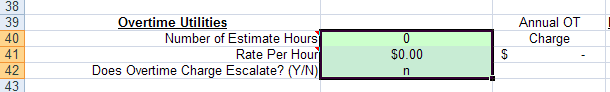 38
39 Overtime Utilities Annual OT
40 Number of Estimate Hours 0 Charge
41 Rate Per Hour $0.00 $ -
42 Does Overtime Charge Escalate? (Y/N) n
43